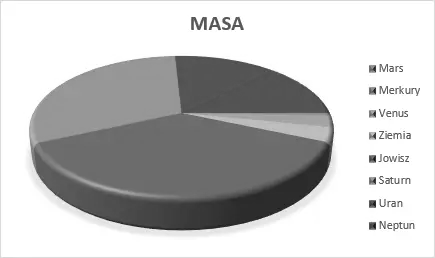 MASA
Mars
Merkury
Venus
Ziemia
Jowisz
Saturn
Uran
Neptun